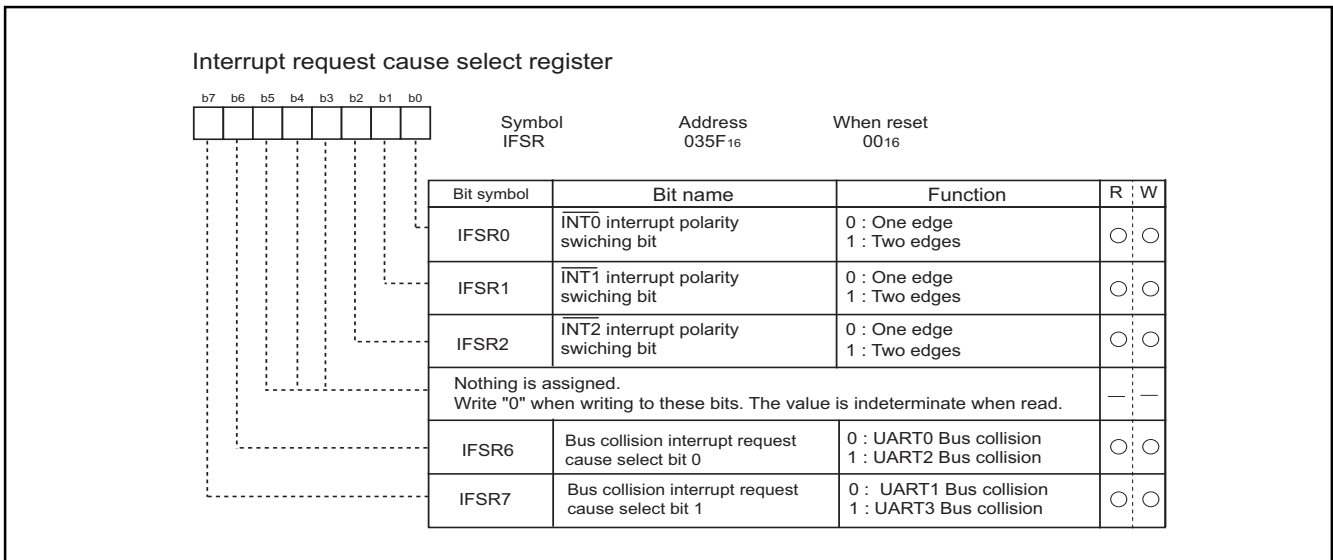 Interrupt request cause select register
b7 b6 b5 b4 b3 b2 b1 b0
Symbol Address When reset
IFSR 035F16 0016
Bit symbol Bit name Function R W
IFSR0 INT0 interrupt polarity swiching bit 0 : One edge 1 : Two edges
IFSR1 INT1 interrupt polarity swiching bit 0 : One edge 1 : Two edges
IFSR2 INT2 interrupt polarity swiching bit 0 : One edge 1 : Two edges
Nothing is assigned.
Write "0" when writing to these bits. The value is indeterminate when read. — —
IFSR6 Bus collision interrupt request cause select bit 0 0 : UART0 Bus collision 1 : UART2 Bus collision
IFSR7 Bus collision interrupt request cause select bit 1 0 : UART1 Bus collision 1 : UART3 Bus collision